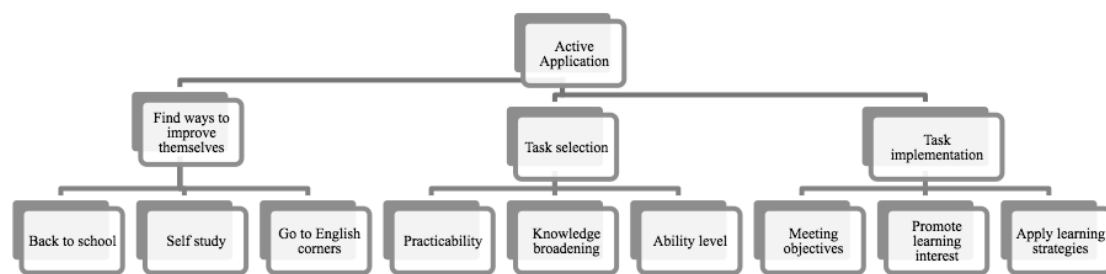 Active
Application
Find ways to
improve
themselves
Task selection
Task
implementation
Back to school
Self study
Go to English
corners
Practicability
Knowledge
broadening
Ability level
Meeting
objectives
Promote
learning
interest
Apply learning
strategies